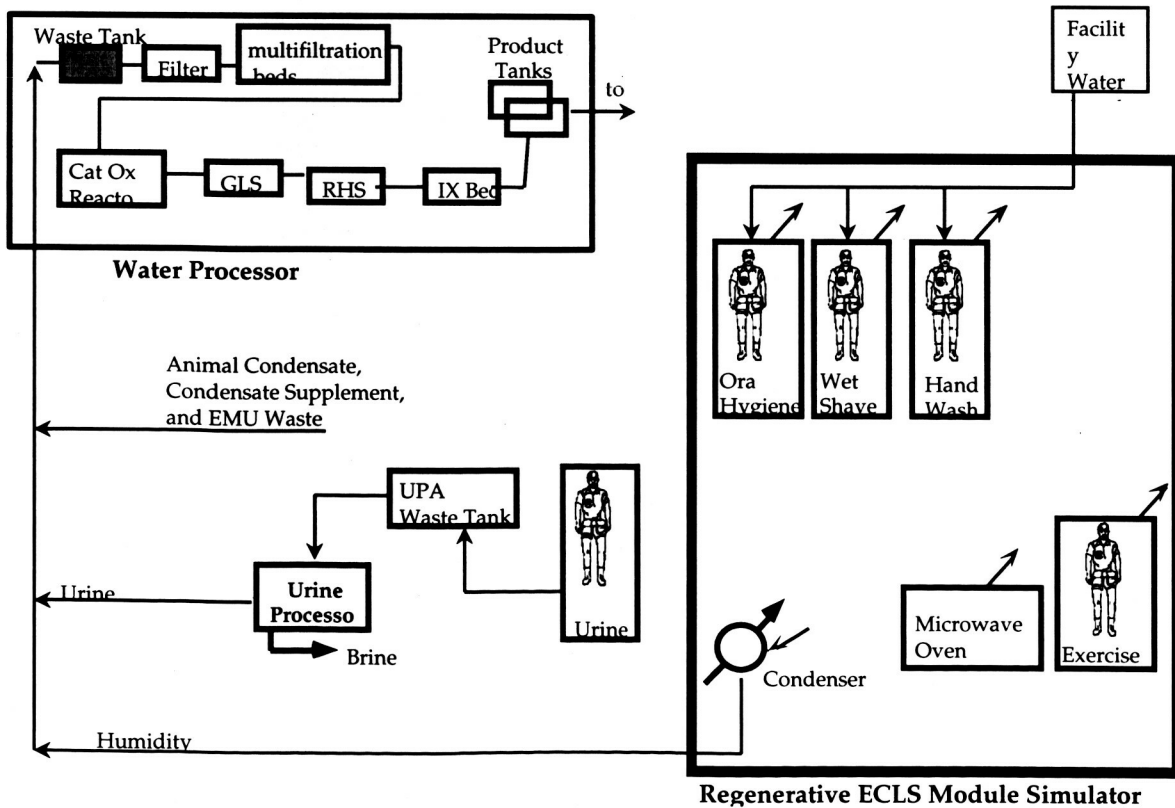 Waste Tank
Filter
multifiltration
beds
Product
Tanks
to
Cat Ox
Reacto
GLS
RHS
IX Bed
Water Processor
Facilit
y
Water
Ora
Hygiene
Wet
Shave
Hand
Wash
Animal Condensate,
Condensate Supplement,
and EMU Waste
UPA
Waste Tank
Urine
Urine
Processo
Brine
Urine
Microwave
Oven
Exercise
Condenser
Humidity
Regenerative ECLS Module Simulator